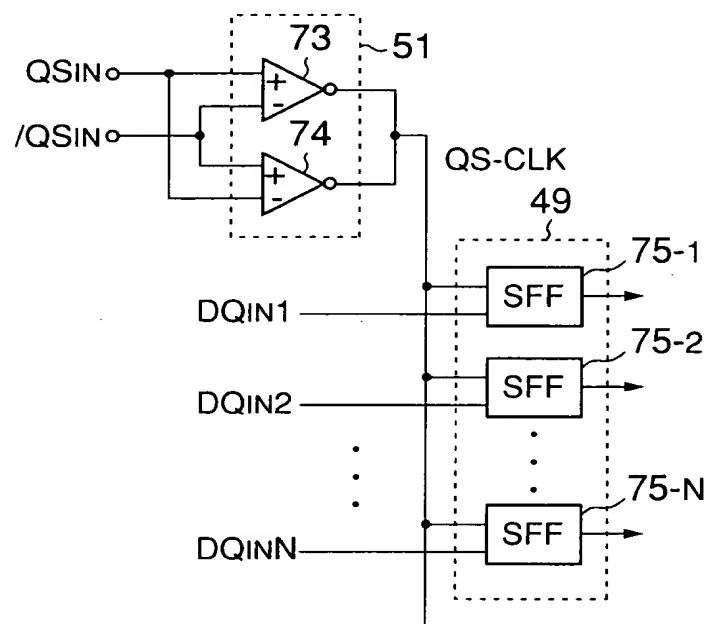 73
51
QSIN
+
-
/QSIN
74
+
-
QS-CLK
49
75-1
SFF
DQIN1
75-2
SFF
DQIN2
75-N
SFF
DQINN